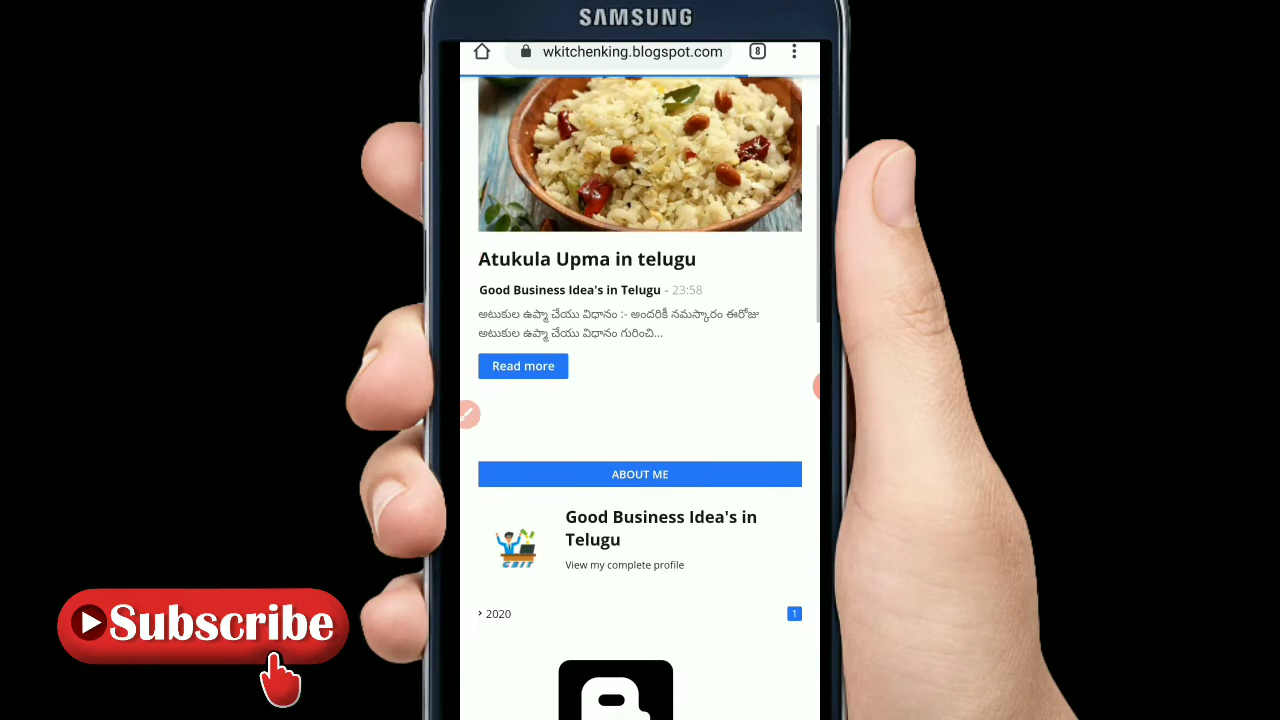 SAMSUNG
wkitchenking.blogspot.com
8
Atukula Upma in telugu
Good Business Idea's in Telugu - 23:58
అటుకుల ఉప్మా చేయు విధానం :- అందరికీ నమస్కారం ఈరోజు
అటుకుల ఉప్మా చేయు విధానం గురించి...
Read more
ABOUT ME
Good Business Idea's in
Telugu
GBIT
View my complete profile
2020
1
Subscribe